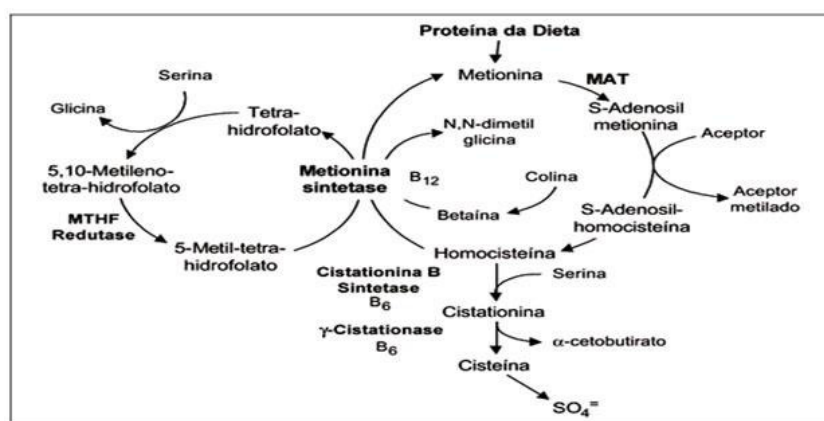 Proteína da Dieta
Metionina
MAT
S-Adenosil
metionina
Aceptor
Aceptor
metilado
S-Adenosil-
homocisteína
Serina
Glicina
Tetra-
hidrofolato
5,10-Metileno-
tetra-hidrofolato
MTHF
Redutase
5-Metil-tetra-
hidrofolato
Metionina
sintetase
B12
N,N-dimetil
glicina
Colina
Betaína
Homocisteína
Cistationina B
Sintetase
B6
Serina
Cistationina
γ-Cistationase
B6
α-cetobutirato
Cisteína
SO4=